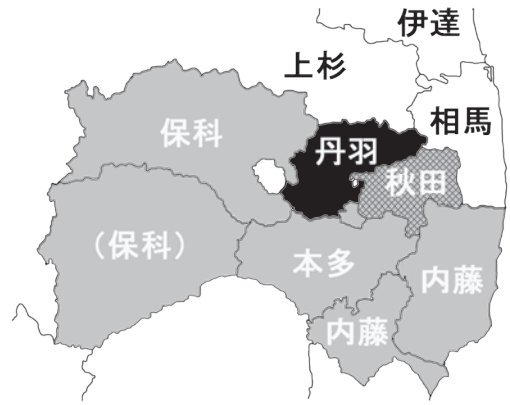 伊達
上杉
相馬
保科
丹羽
秋田
（保科）
本多
内藤
内藤